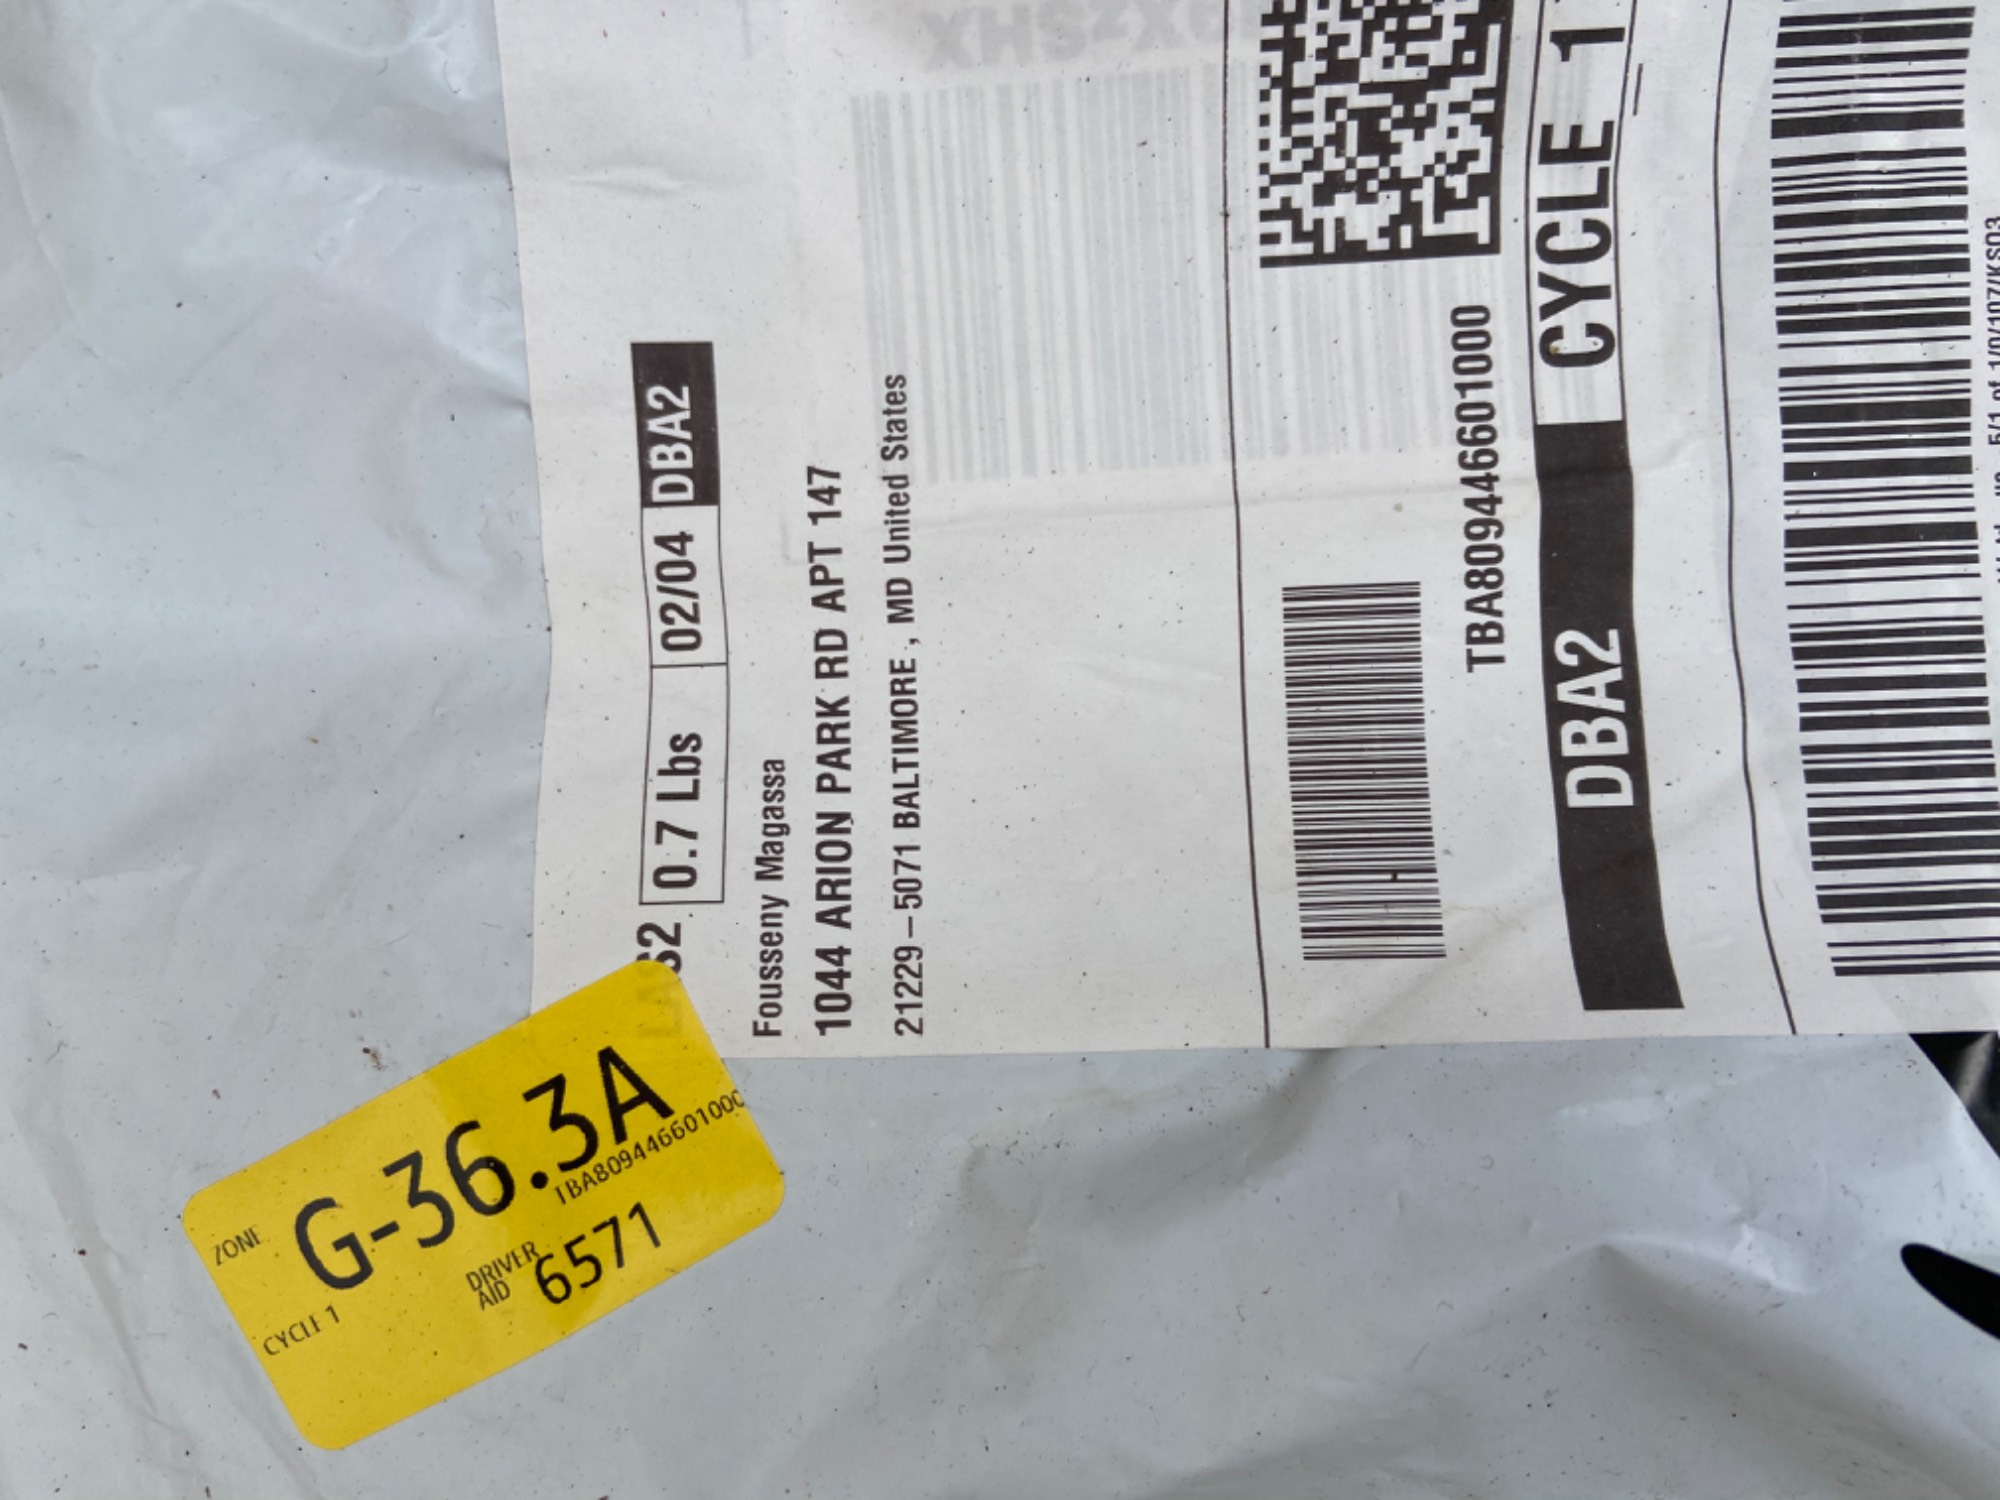 0.7 Lbs 02/04 DBA2
Fousseny Magassa
1044 ARION PARK RD APT 147
21229-5071 BALTIMORE , MD United States
TBA809446601000
DBA2 CYCLE 1
ZONE
G-36.3A
TBA809446601000
CYCLE 1
DRIVER
AID
6571